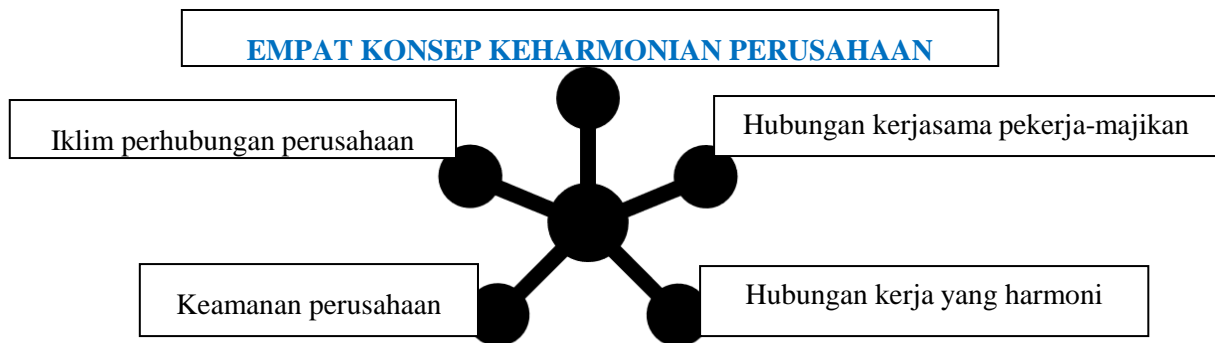 EMPAT KONSEP KEHARMONIAN PERUSAHAAN
Iklim perhubungan perusahaan
Hubungan kerjasama pekerja-majikan
Keamanan perusahaan
Hubungan kerja yang harmoni